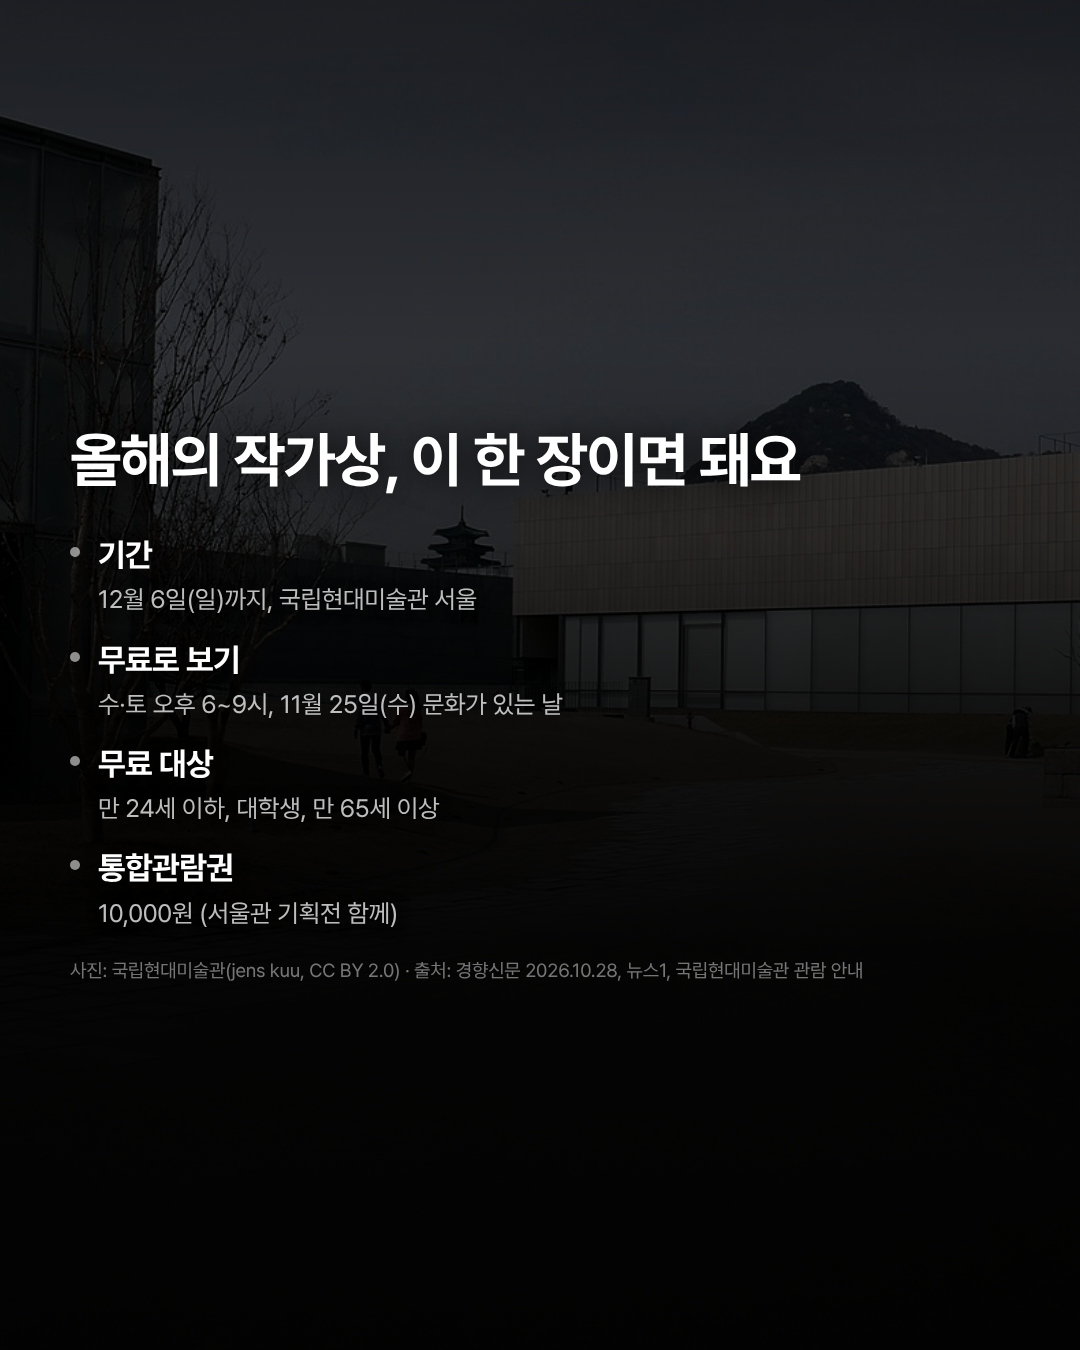 올해의 작가상, 이 한 장이면 돼요
• 기간
12월 6일(일)까지, 국립현대미술관 서울
• 무료로 보기
수·토 오후 6~9시, 11월 25일(수) 문화가 있는 날
• 무료 대상
만 24세 이하, 대학생, 만 65세 이상
• 통합관람권
10,000원 (서울관 기획전 함께)
사진: 국립현대미술관(jens kuu, CC BY 2.0) · 출처: 경향신문 2026.10.28, 뉴스1, 국립현대미술관 관람 안내